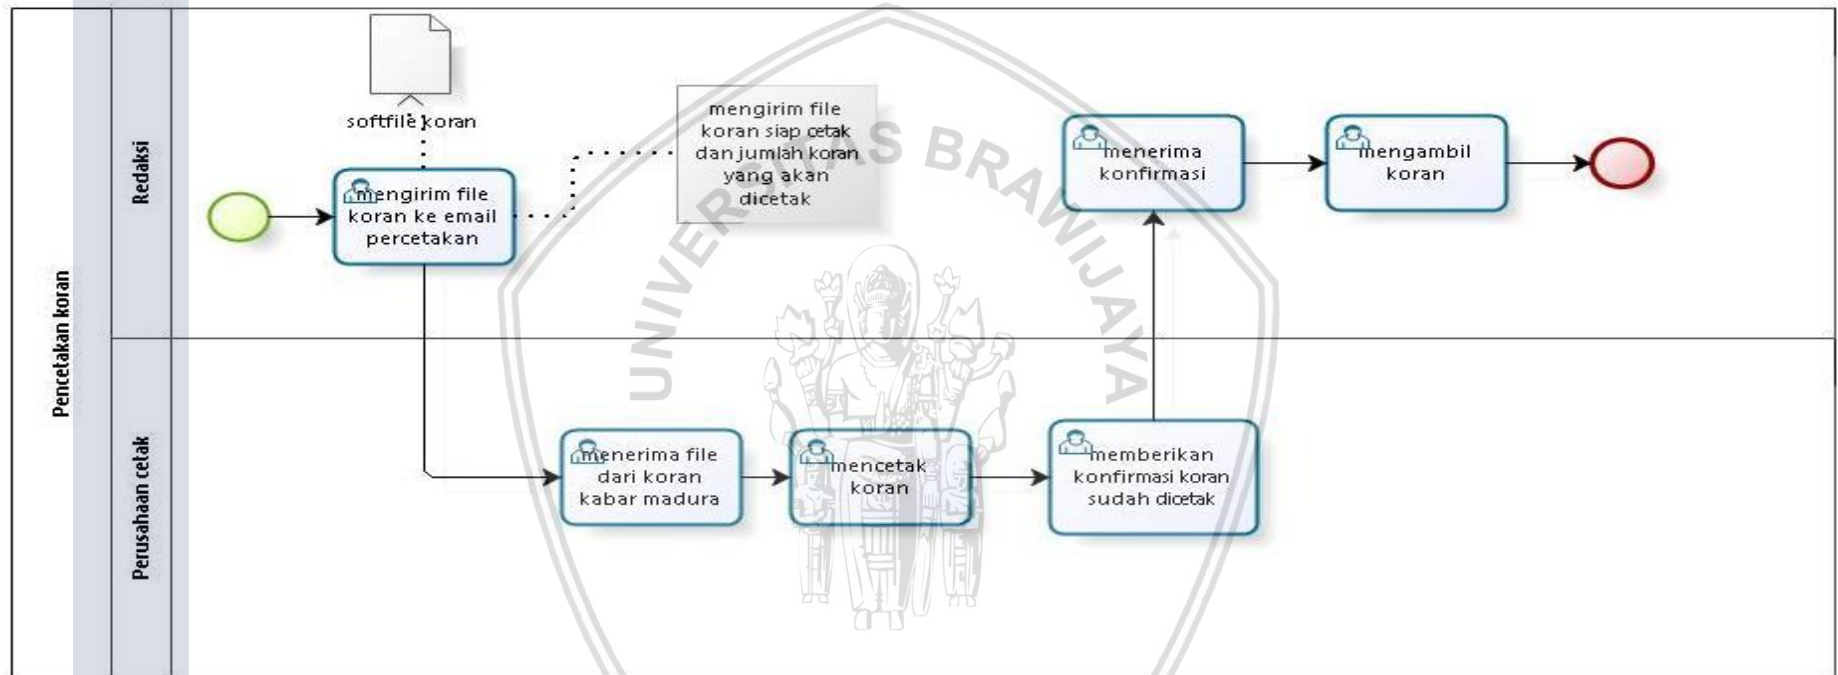 Pencetakan koran
Redaksi
softfile koran
mengirim file
koran ke email
percetakan
mengirim file
koran siap cetak
dan jumlah koran
yang akan
dicetak
menerima
konfirmasi
mengambil
koran
Perusahaan cetak
menerima file
dari koran
kabar madura
mencetak
koran
memberikan
konfirmasi koran
sudah dicetak
UNIVERSITAS BRAWIJAYA